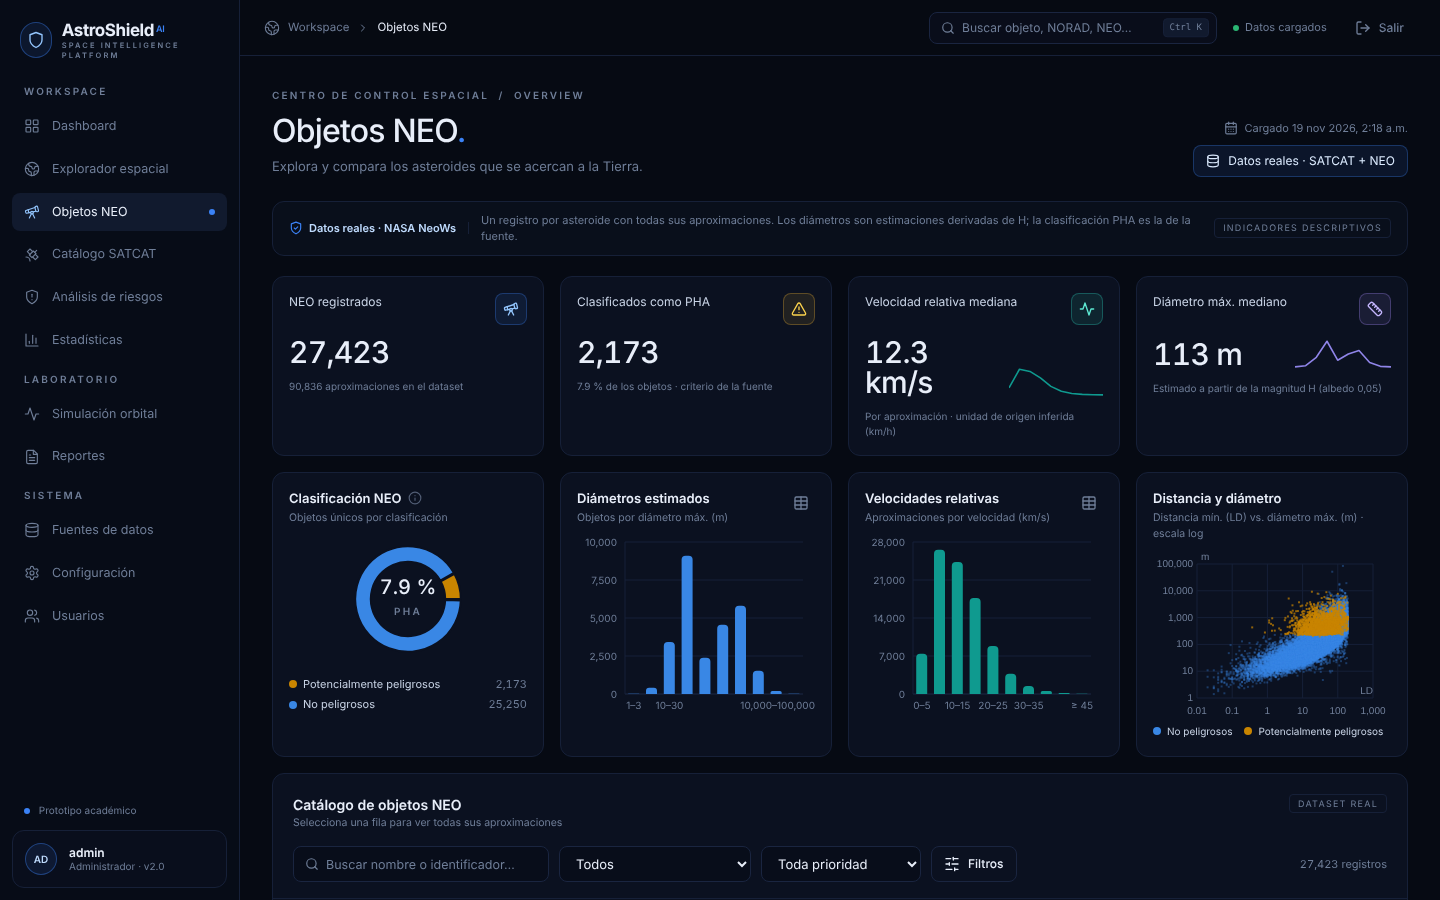 AstroShield AI
SPACE INTELLIGENCE
PLATFORM
WORKSPACE
Dashboard
Explorador espacial
Objetos NEO
Catálogo SATCAT
Análisis de riesgos
Estadísticas
LABORATORIO
Simulación orbital
Reportes
SISTEMA
Fuentes de datos
Configuración
Usuarios
Prototipo académico
AD
admin
Administrador · v2.0
Workspace > Objetos NEO
Buscar objeto, NORAD, NEO... Ctrl K
Datos cargados
Salir
CENTRO DE CONTROL ESPACIAL / OVERVIEW
Objetos NEO.
Explora y compara los asteroides que se acercan a la Tierra.
Cargado 19 nov 2026, 2:18 a.m.
Datos reales · SATCAT + NEO
Datos reales · NASA NeoWs
Un registro por asteroide con todas sus aproximaciones. Los diámetros son estimaciones derivadas de H; la clasificación PHA es la de la
fuente.
INDICADORES DESCRIPTIVOS
NEO registrados
27,423
90,836 aproximaciones en el dataset
Clasificados como PHA
2,173
7.9 % de los objetos · criterio de la fuente
Velocidad relativa mediana
12.3
km/s
Por aproximación · unidad de origen inferida
(km/h)
Diámetro máx. mediano
113 m
Estimado a partir de la magnitud H (albedo 0,05)
Clasificación NEO
Objetos únicos por clasificación
7.9 %
PHA
Potencialmente peligrosos 2,173
No peligrosos 25,250
Diámetros estimados
Objetos por diámetro máx. (m)
10,000
7,500
5,000
2,500
0
1–3 10–30 10,000–100,000
Velocidades relativas
Aproximaciones por velocidad (km/s)
28,000
21,000
14,000
7,000
0
0–5 10–15 20–25 30–35 ≥ 45
Distancia y diámetro
Distancia mín. (LD) vs. diámetro máx. (m) ·
escala log
m
100,000
10,000
1,000
100
10
1
LD
0.01 0.1 1 10 100 1,000
No peligrosos Potencialmente peligrosos
Catálogo de objetos NEO
Selecciona una fila para ver todas sus aproximaciones
DATASET REAL
Buscar nombre o identificador...
Todos
Toda prioridad
Filtros
27,423 registros